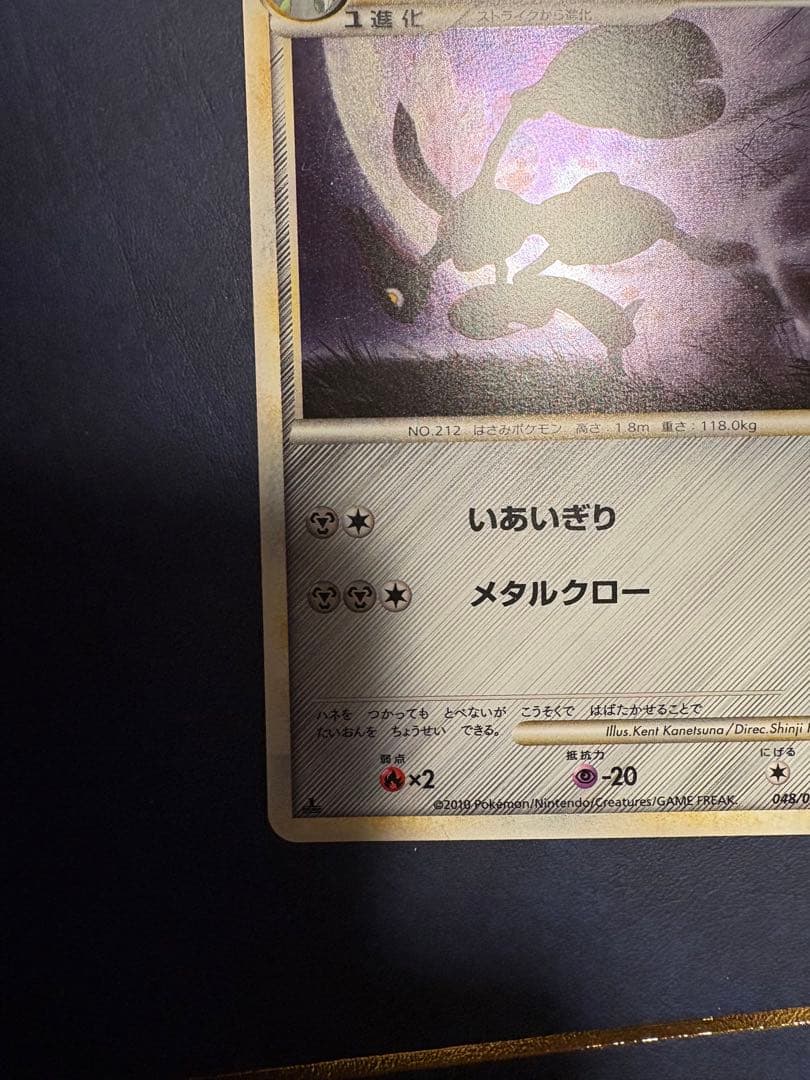 1進化
ストライクから進化
NO.212 はさみポケモン 高さ:1.8m 重さ:118.0kg
いあいぎり
メタルクロー
ハネを つかっても とべないが こうそくで はばたかせることで
たいおんを ちょうせい できる。
Illus.Kent Kanetsuna/Direc.Shinji
弱点 抵抗力 にげる
×2 -20
©2010 Pokémon/Nintendo/Creatures/GAME FREAK. 048/0